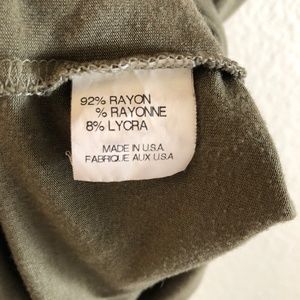 92% RAYON
% RAYONNE
8% LYCRA
MADE IN U.S.A.
FABRIQUE AUX U.S.A